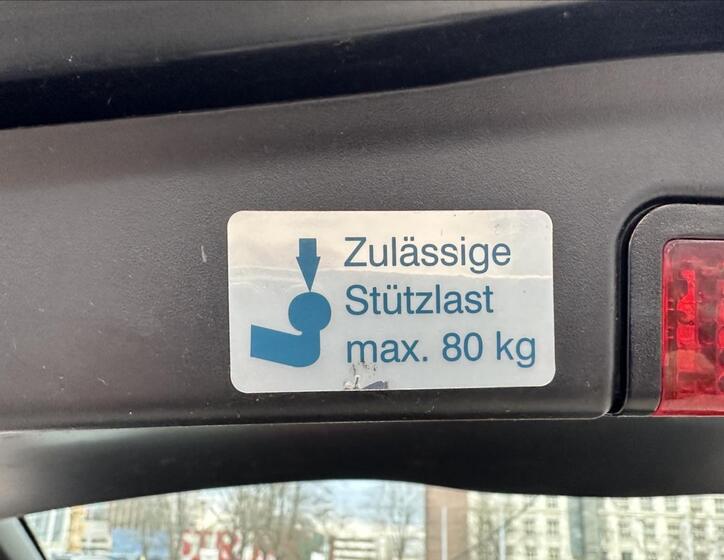 Zulässige
Stützlast
max. 80 kg